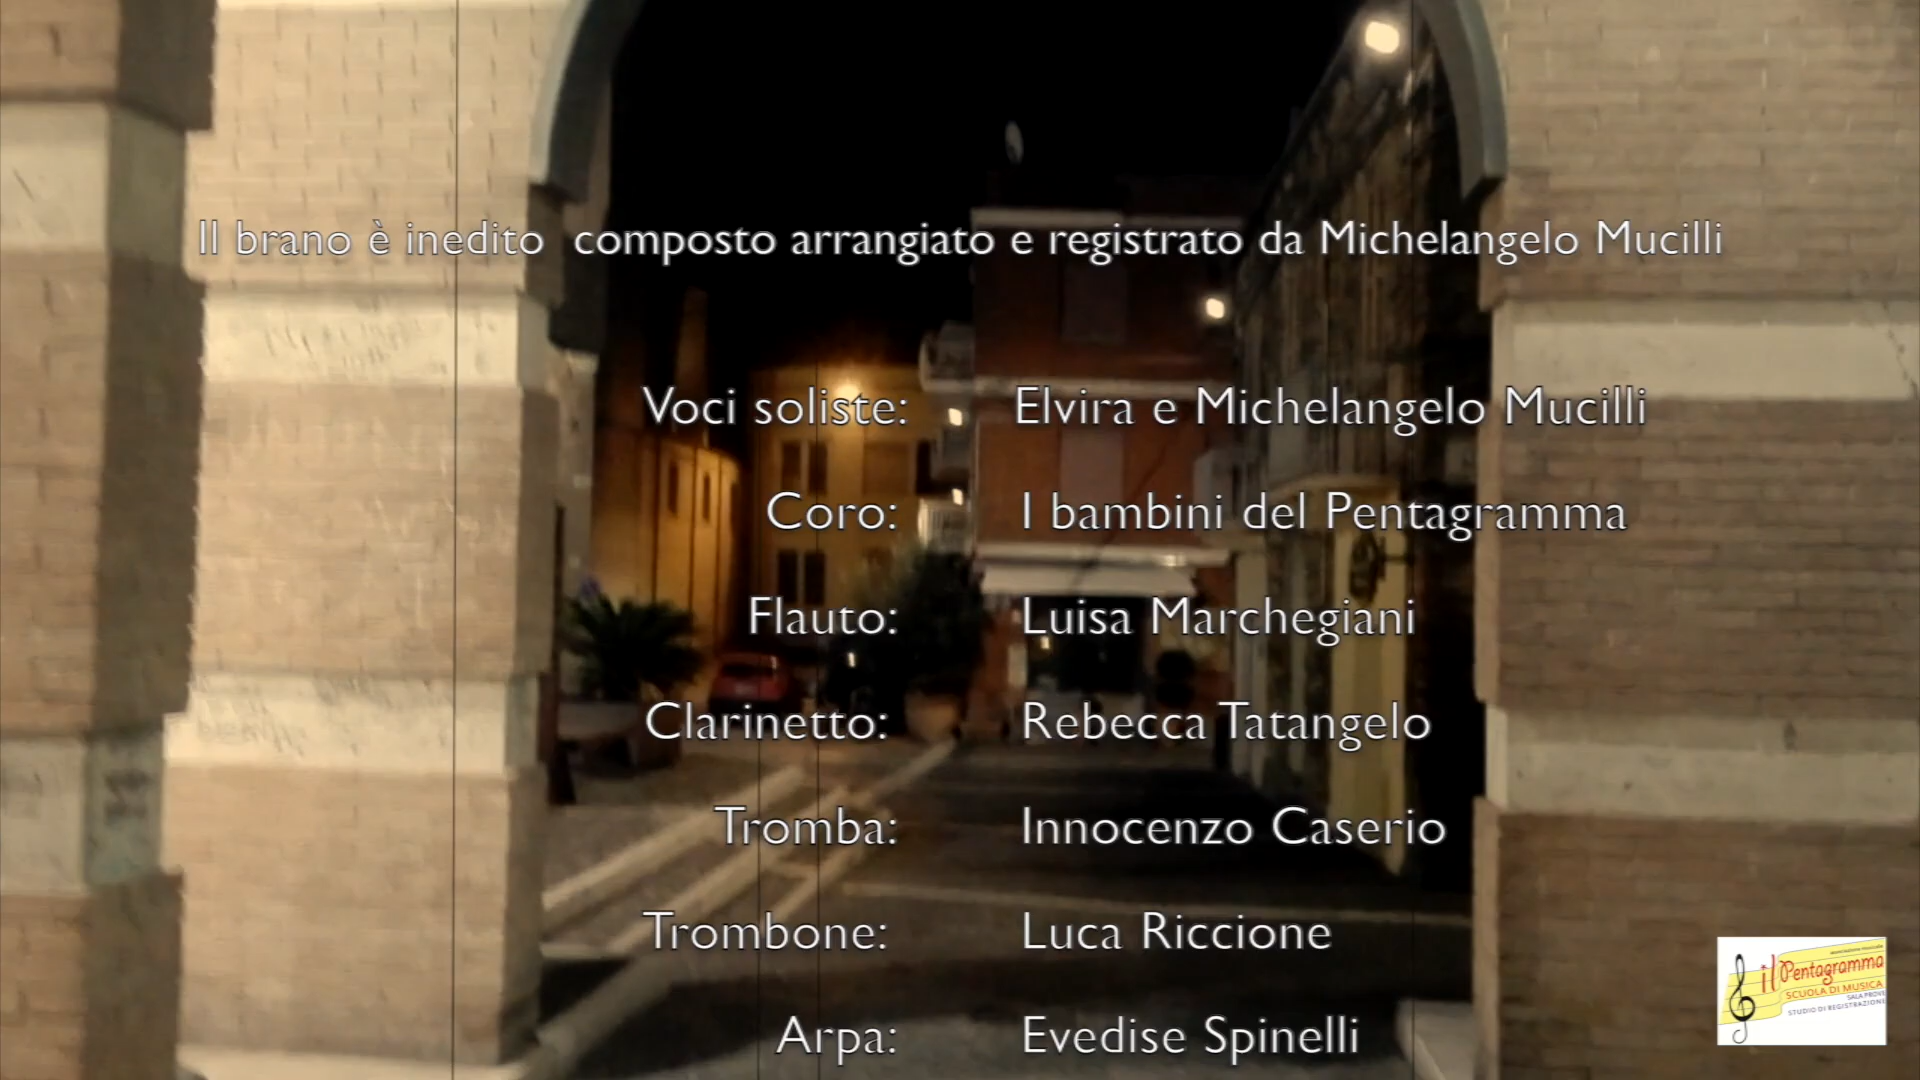 Il brano è inedito composto arrangiato e registrato da Michelangelo Mucilli
Voci soliste: Elvira e Michelangelo Mucilli
Coro: I bambini del Pentagramma
Flauto: Luisa Marchegiani
Clarinetto: Rebecca Tatangelo
Tromba: Innocenzo Caserio
Trombone: Luca Riccione
Arpa: Evedise Spinelli
il Pentagramma
SCUOLA DI MUSICA
SALA PROVE
STUDIO DI REGISTRAZIONE